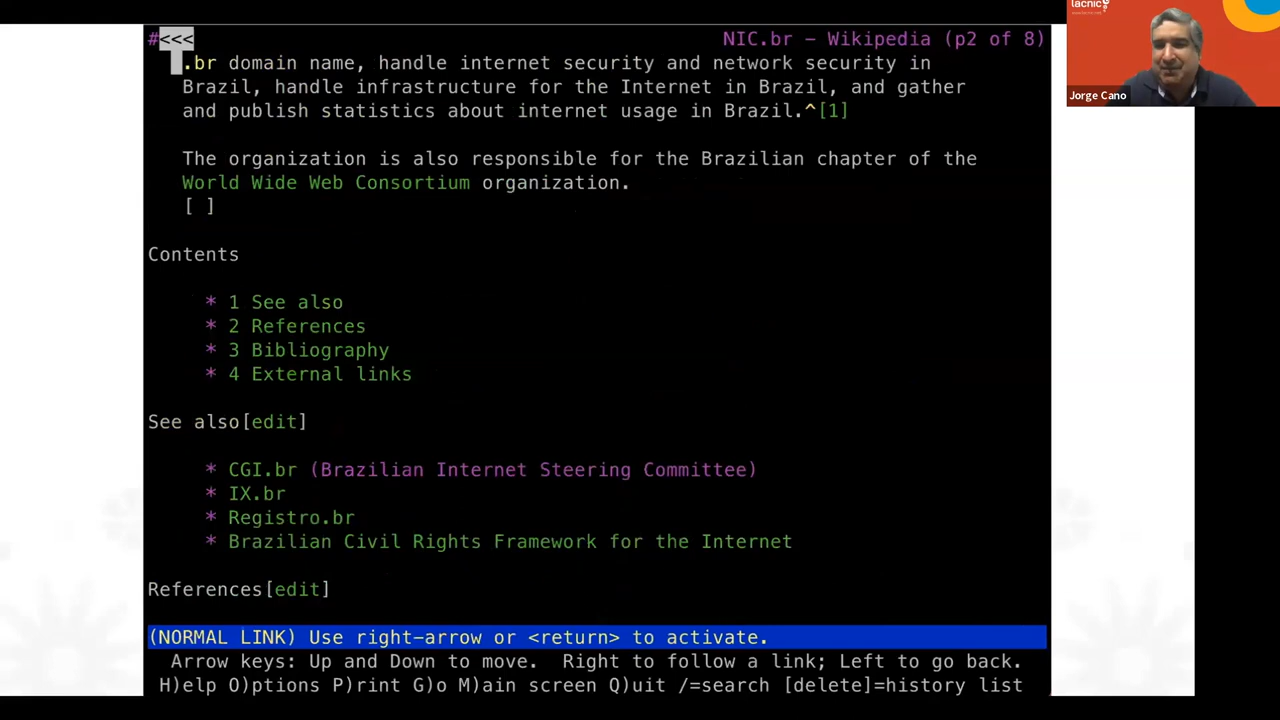 #<<< NIC.br – Wikipedia (p2 of 8)
.br domain name, handle internet security and network security in
Brazil, handle infrastructure for the Internet in Brazil, and gather
and publish statistics about internet usage in Brazil.^[1]
The organization is also responsible for the Brazilian chapter of the
World Wide Web Consortium organization.
[ ]
Contents
* 1 See also
* 2 References
* 3 Bibliography
* 4 External links
See also[edit]
* CGI.br (Brazilian Internet Steering Committee)
* IX.br
* Registro.br
* Brazilian Civil Rights Framework for the Internet
References[edit]
(NORMAL LINK) Use right-arrow or <return> to activate.
Arrow keys: Up and Down to move. Right to follow a link; Left to go back.
H)elp O)ptions P)rint G)o M)ain screen Q)uit /=search [delete]=history list
lacnic
Jorge Cano